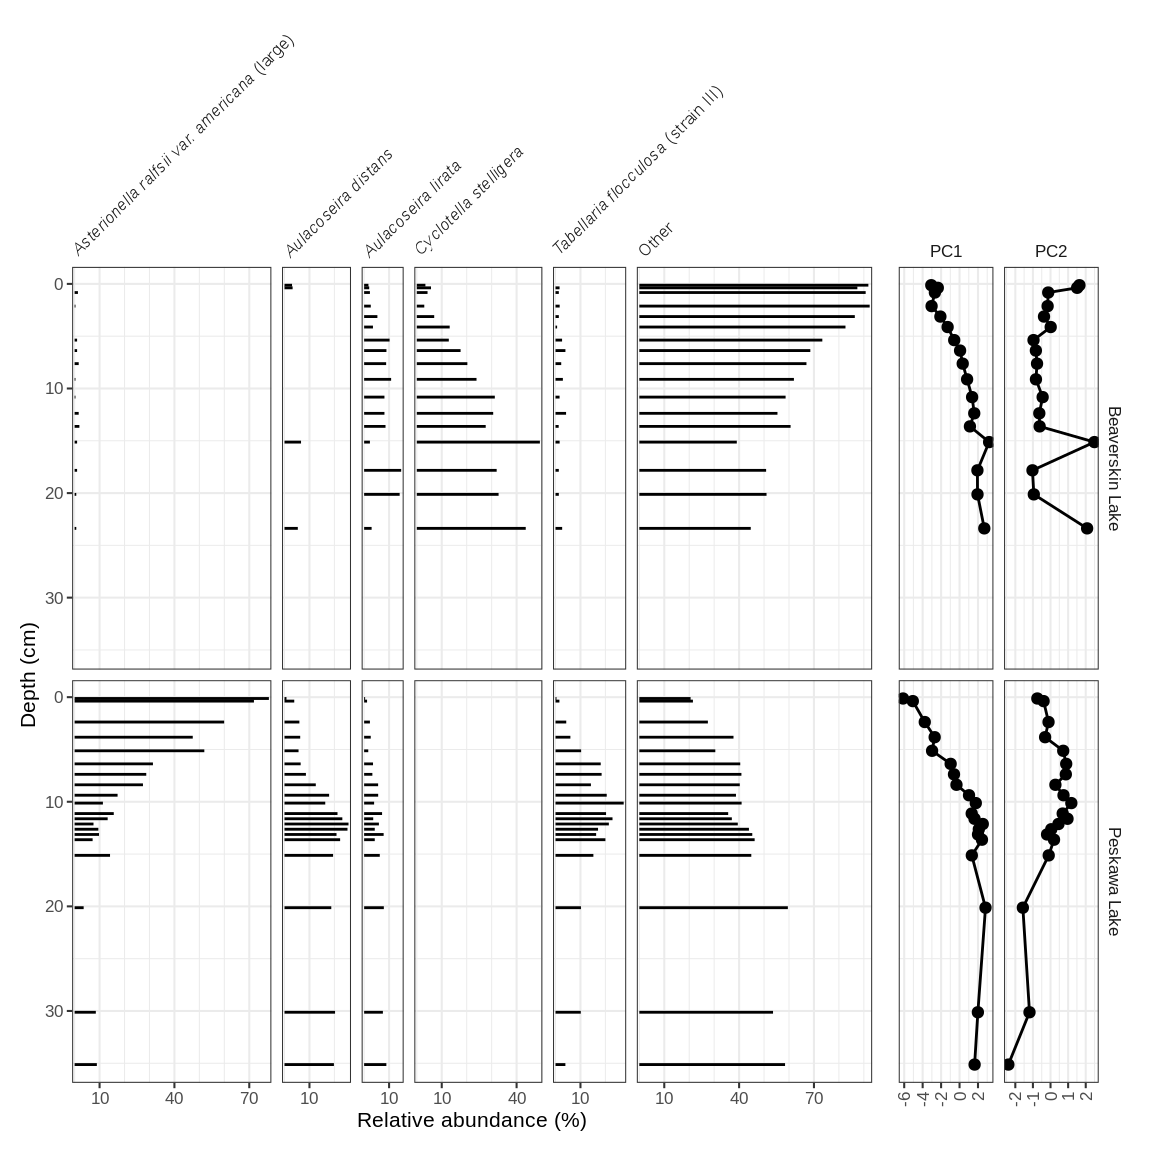 Asterionella ralfsii var. americana (large)
Aulacoseira distans
Aulacoseira lirata
Cyclotella stelligera
Tabellaria flocculosa (strain III)
Other
PC1
PC2
0
10
20
30
Beaverskin Lake
Depth (cm)
0
10
20
30
Peskawa Lake
10 40 70
10
10
10 40
10
10 40 70
-6 -4 -2 0 2
-2 -1 0 1 2
Relative abundance (%)